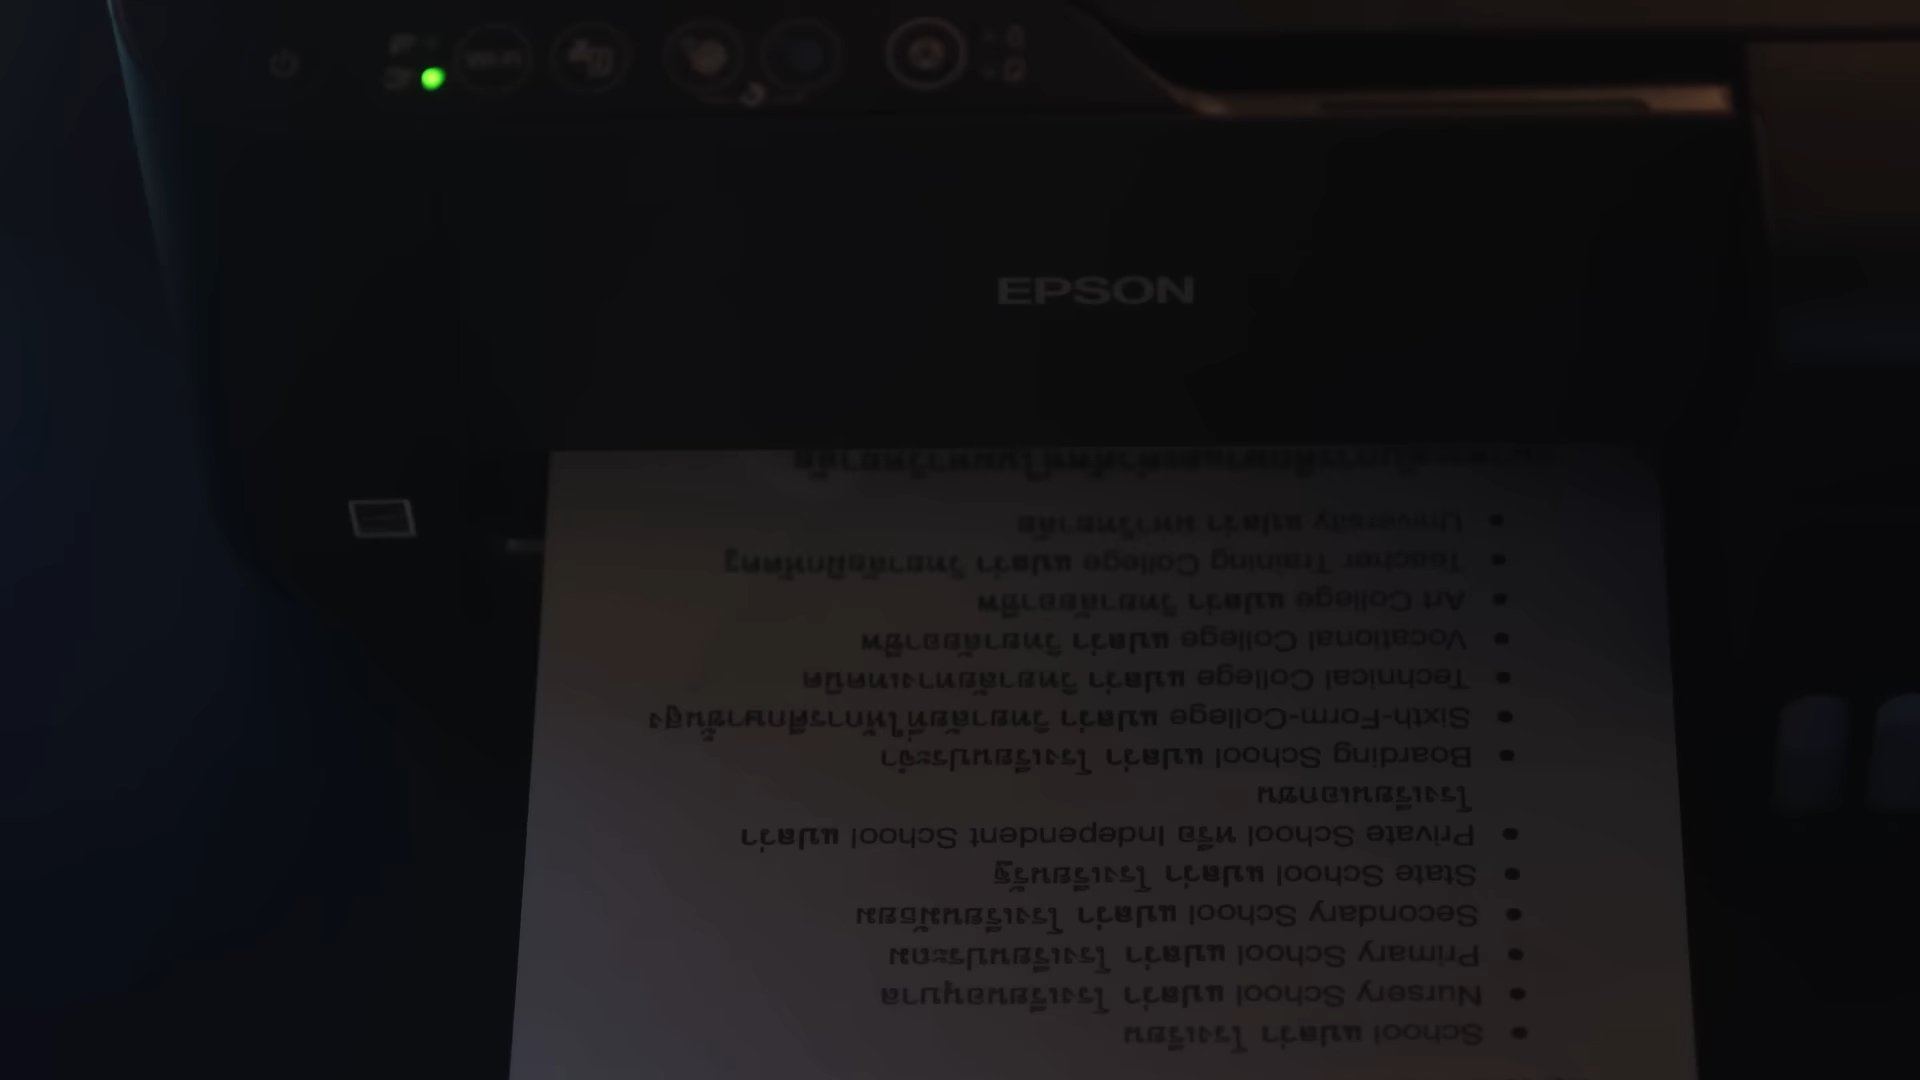 Wi-Fi
EPSON
School แปลว่า โรงเรียน
Nursery School แปลว่า โรงเรียนอนุบาล
Primary School แปลว่า โรงเรียนประถม
Secondary School แปลว่า โรงเรียนมัธยม
State School แปลว่า โรงเรียนรัฐ
Private School หรือ Independent School แปลว่า
โรงเรียนเอกชน
Boarding School แปลว่า โรงเรียนประจำ
Sixth-Form-College แปลว่า วิทยาลัยที่ให้การศึกษาขั้นสูง
Technical College แปลว่า วิทยาลัยทางเทคนิค
Vocational College แปลว่า วิทยาลัยอาชีพ
Art College แปลว่า วิทยาลัยอาชีพ
Teacher Training College แปลว่า วิทยาลัยฝึกหัดครู
University แปลว่า มหาวิทยาลัย